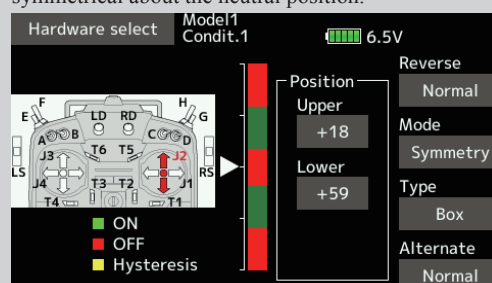 symmetrical about the neutral position.
Hardware select
Model1
Condit.1
6.5V
Reverse
Normal
Mode
Symmetry
Type
Box
Alternate
Normal
Position
Upper
+18
Lower
+59
F
E
H
G
LD RD
A B
C D
T6 T5
J3
J2
LS
RS
J4
T3 T2
J1
T4
T1
ON
OFF
Hysteresis